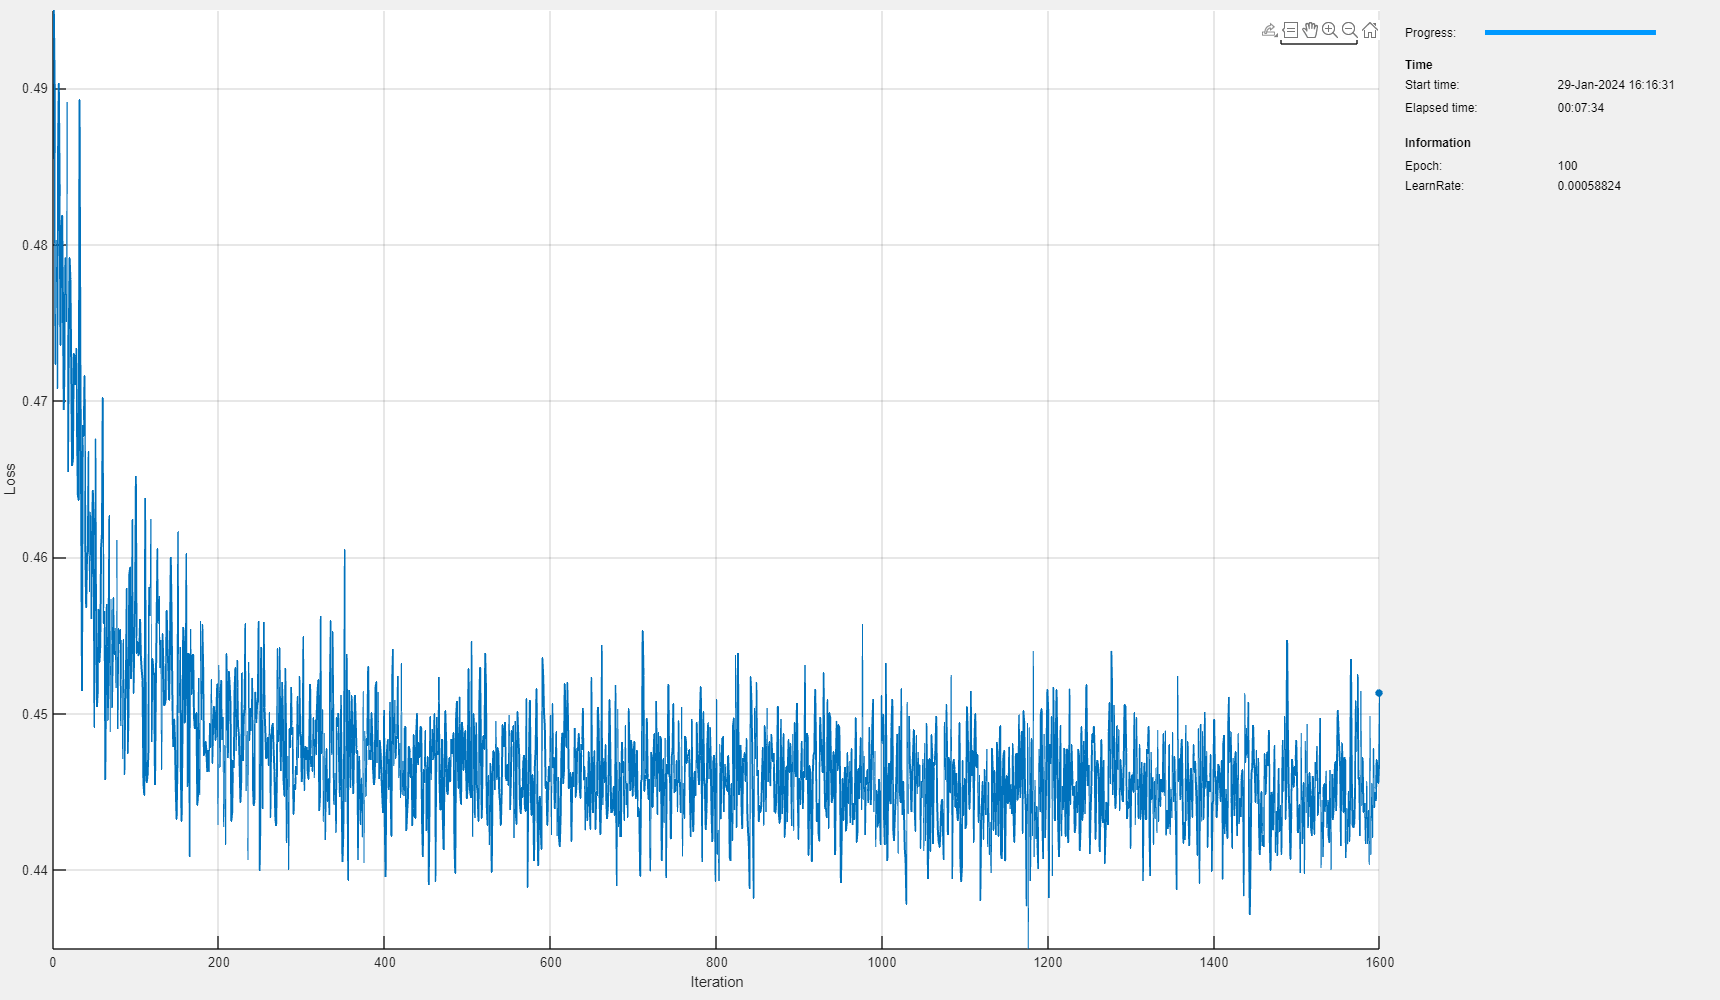 0.49
0.48
0.47
0.46
0.45
0.44
Loss
0 200 400 600 800 1000 1200 1400 1600
Iteration
Progress:
Time
Start time: 29-Jan-2024 16:16:31
Elapsed time: 00:07:34
Information
Epoch: 100
LearnRate: 0.00058824